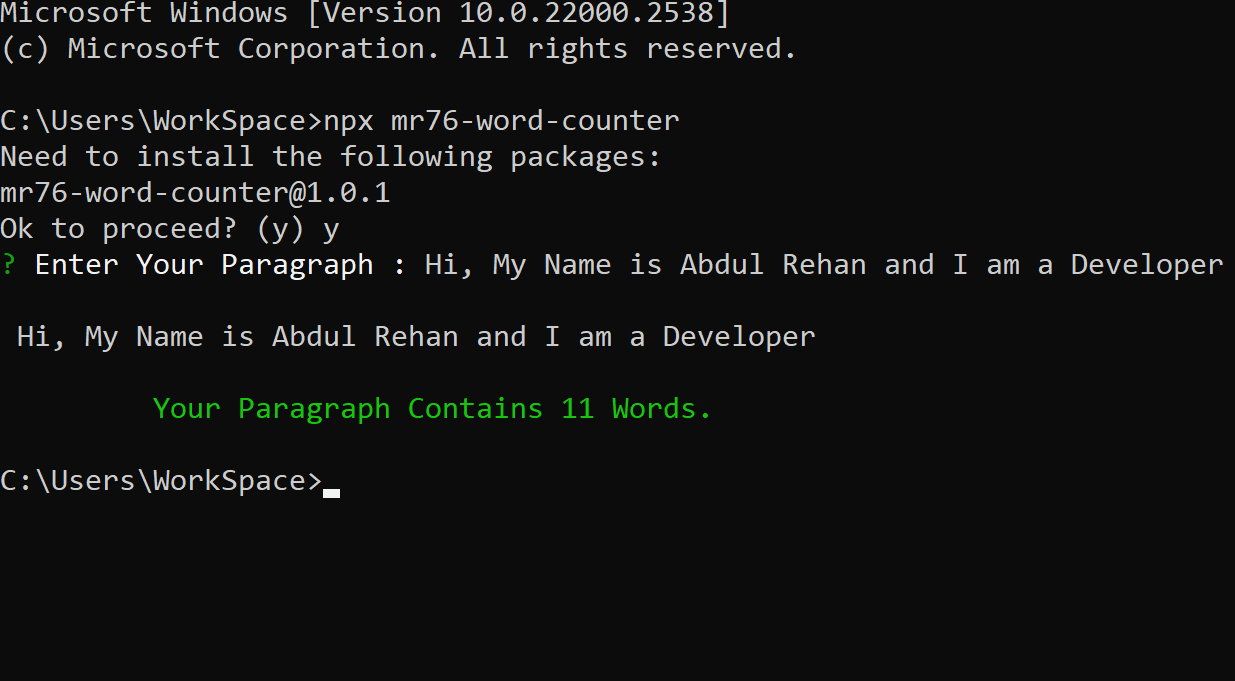 Microsoft Windows [Version 10.0.22000.2538]
(c) Microsoft Corporation. All rights reserved.
C:\Users\WorkSpace>npx mr76-word-counter
Need to install the following packages:
mr76-word-counter@1.0.1
Ok to proceed? (y) y
? Enter Your Paragraph : Hi, My Name is Abdul Rehan and I am a Developer
Hi, My Name is Abdul Rehan and I am a Developer
Your Paragraph Contains 11 Words.
C:\Users\WorkSpace>